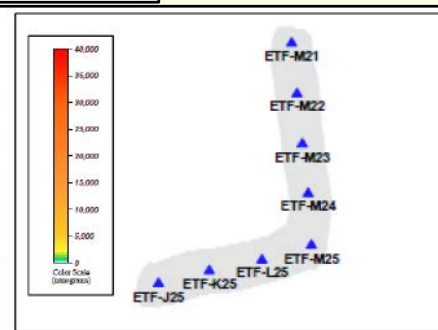 40,000
35,000
30,000
25,000
20,000
15,000
10,000
5,000
0
Color Scale
ETF-M21
ETF-M22
ETF-M23
ETF-M24
ETF-M25
ETF-L25
ETF-K25
ETF-J25